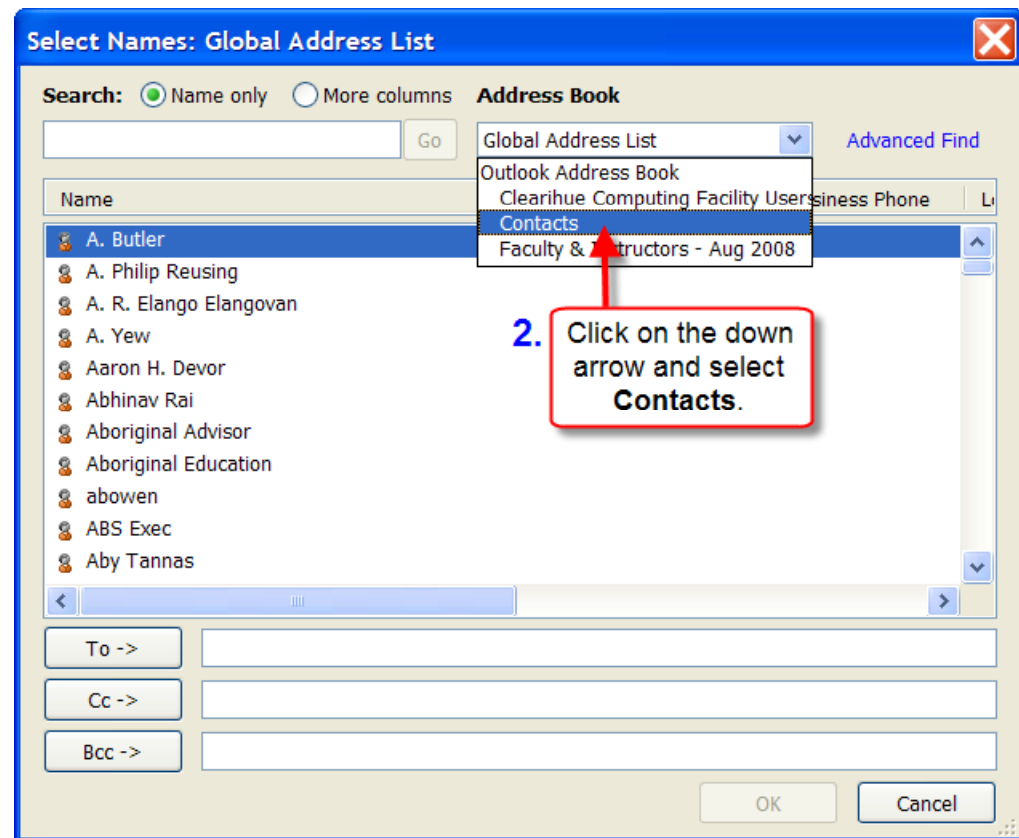 Select Names: Global Address List
Search: Name only More columns Address Book
Go Global Address List Advanced Find
Outlook Address Book
Clearihue Computing Facility Users
Contacts
Faculty & Instructors - Aug 2008
Name siness Phone
A. Butler
A. Philip Reusing
A. R. Elango Elangovan
A. Yew
Aaron H. Devor
Abhinav Rai
Aboriginal Advisor
Aboriginal Education
abowen
ABS Exec
Aby Tannas
2. Click on the down
arrow and select
Contacts.
To ->
Cc ->
Bcc ->
OK Cancel